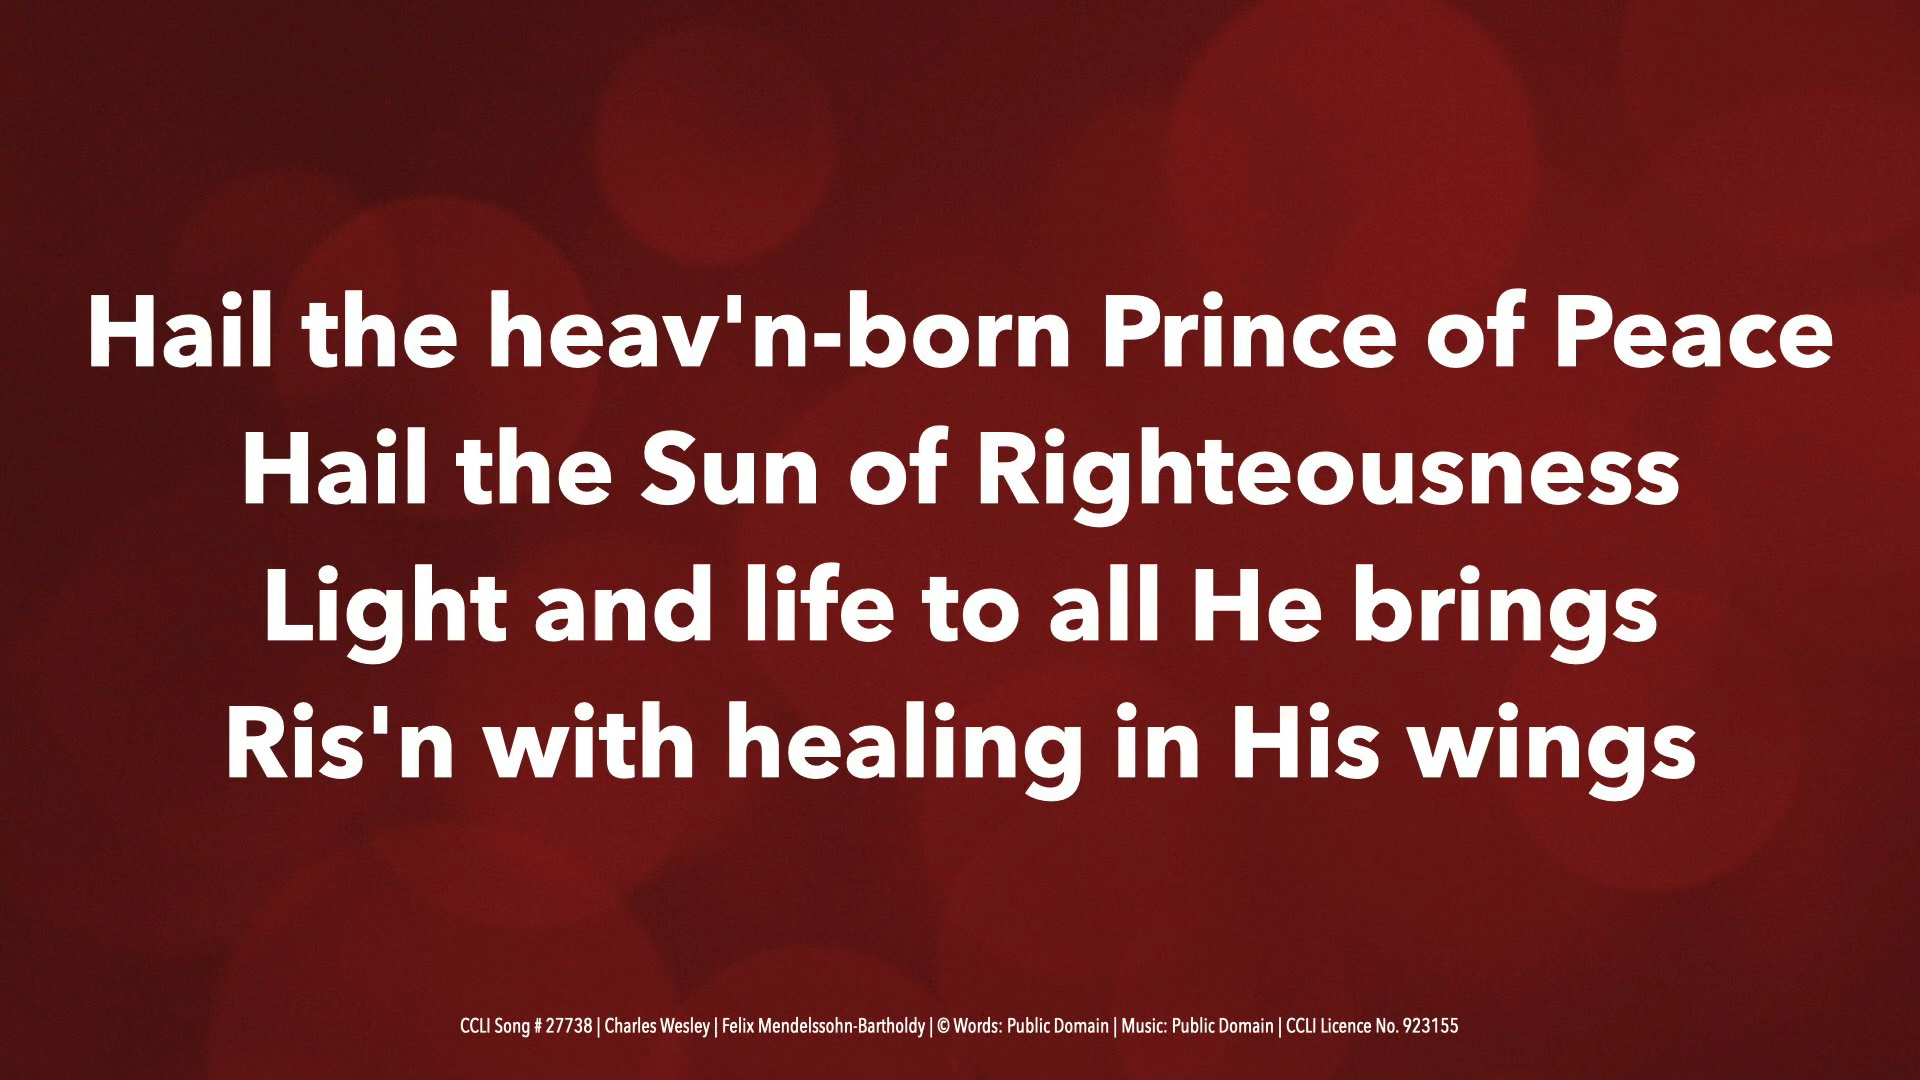 Hail the heav'n-born Prince of Peace
Hail the Sun of Righteousness
Light and life to all He brings
Ris'n with healing in His wings
CCLI Song # 27738 | Charles Wesley | Felix Mendelssohn-Bartholdy | © Words: Public Domain | Music: Public Domain | CCLI Licence No. 923155